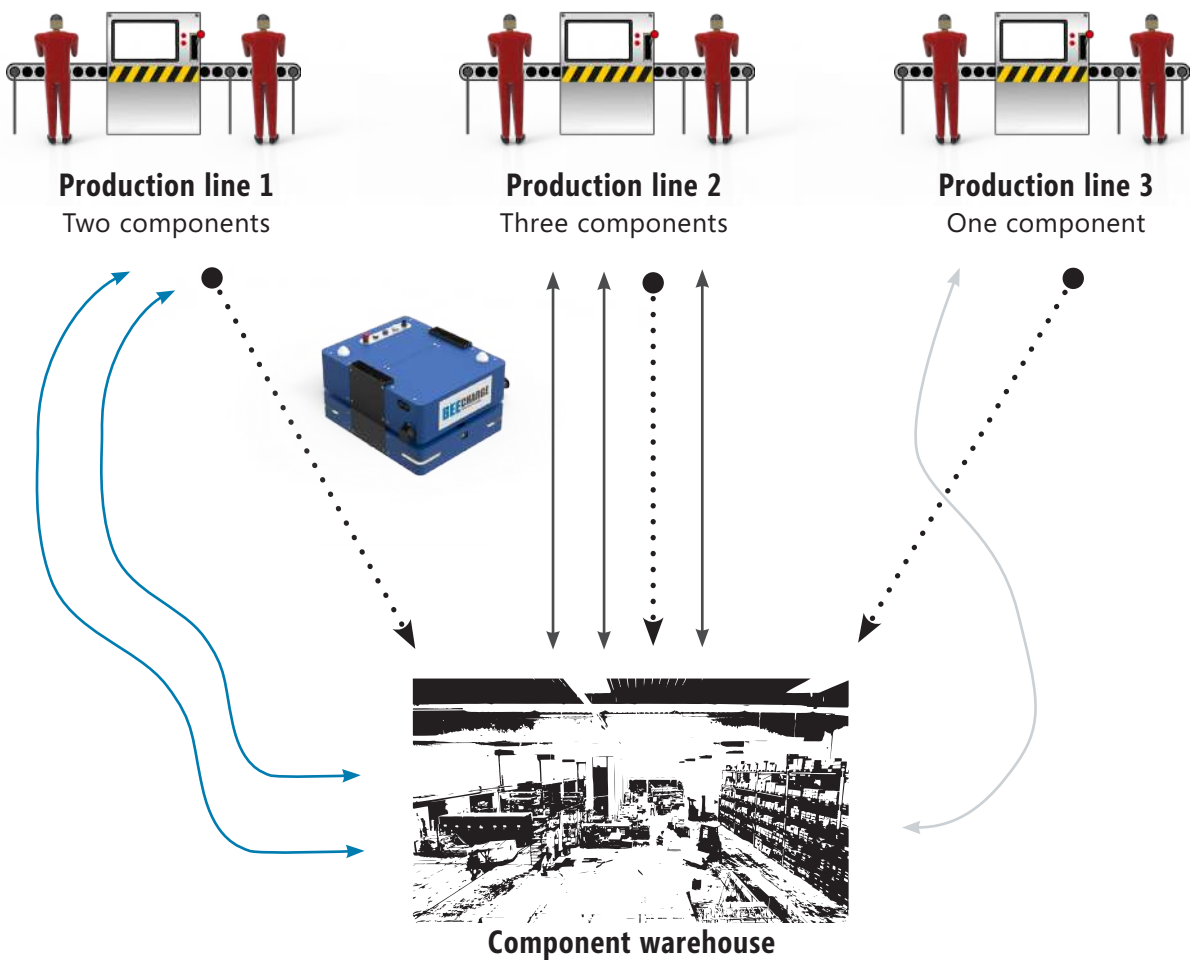 Production line 1
Two components
Production line 2
Three components
Production line 3
One component
BEECHARGE
Component warehouse